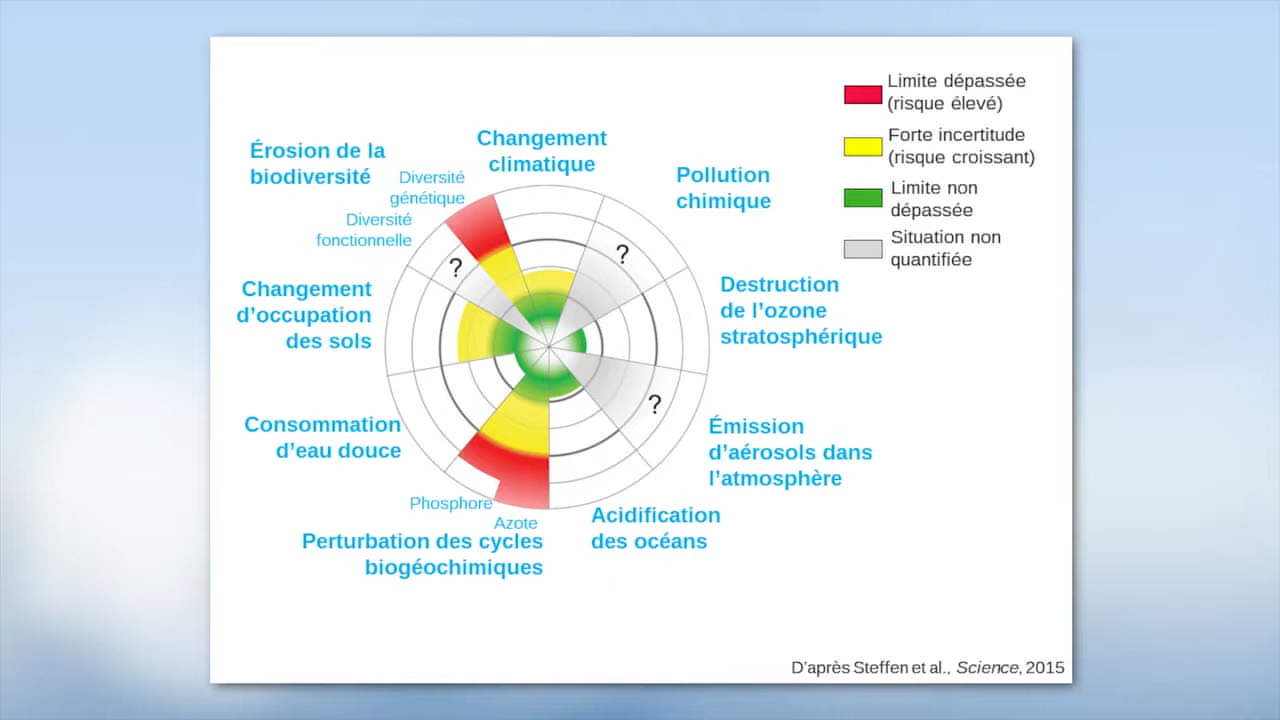 Limite dépassée
(risque élevé)
Forte incertitude
(risque croissant)
Limite non
dépassée
Situation non
quantifiée
Changement
climatique
Érosion de la
biodiversité
Diversité
génétique
Diversité
fonctionnelle
Pollution
chimique
?
?
Changement
d'occupation
des sols
Destruction
de l'ozone
stratosphérique
?
Consommation
d'eau douce
Émission
d'aérosols dans
l'atmosphère
Phosphore
Azote
Perturbation des cycles
biogéochimiques
Acidification
des océans
D'après Steffen et al., Science, 2015